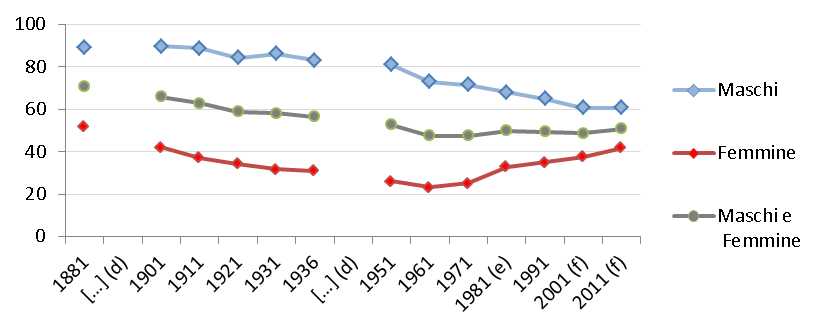 100
80
60
40
20
0
1881
[...] (d)
1901
1911
1921
1931
1936
[...] (d)
1951
1961
1971
1981 (e)
1991
2001 (f)
2011 (f)
Maschi
Femmine
Maschi e
Femmine